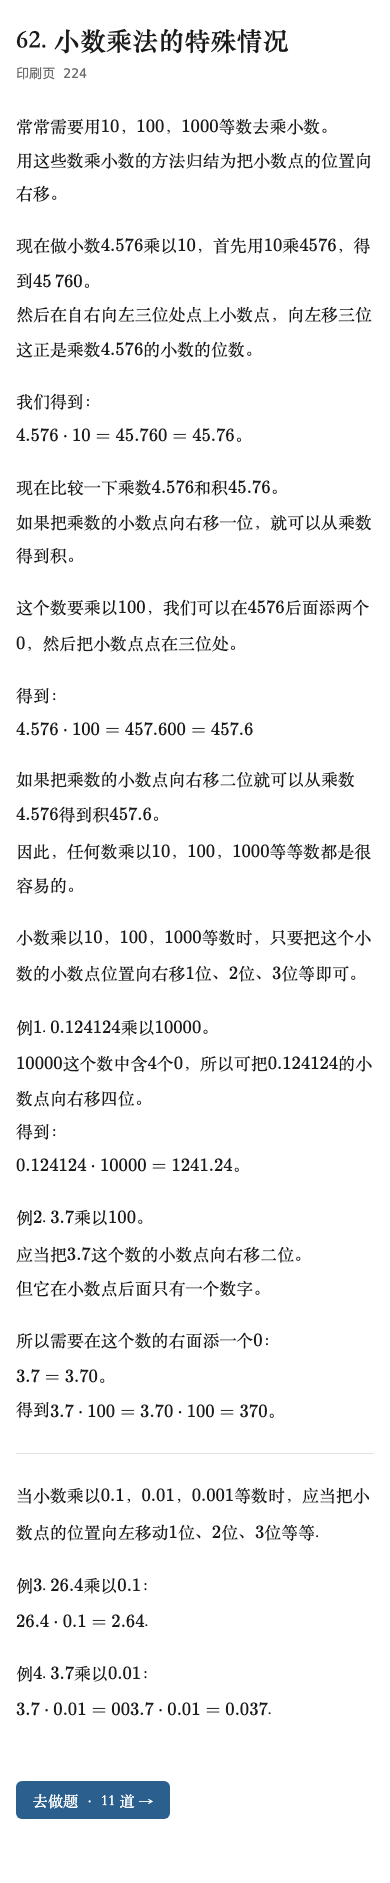 62. 小数乘法的特殊情况
印刷页 224
常常需要用10，100，1000等数去乘小数。
用这些数乘小数的方法归结为把小数点的位置向
右移。
现在做小数4.576乘以10，首先用10乘4576，得
到45 760。
然后在自右向左三位处点上小数点，向左移三位
这正是乘数4.576的小数的位数。
我们得到：
4.576 · 10 = 45.760 = 45.76。
现在比较一下乘数4.576和积45.76。
如果把乘数的小数点向右移一位，就可以从乘数
得到积。
这个数要乘以100，我们可以在4576后面添两个
0，然后把小数点点在三位处。
得到：
4.576 · 100 = 457.600 = 457.6
如果把乘数的小数点向右移二位就可以从乘数
4.576得到积457.6。
因此，任何数乘以10，100，1000等等数都是很
容易的。
小数乘以10，100，1000等数时，只要把这个小
数的小数点位置向右移1位、2位、3位等即可。
例1. 0.124124乘以10000。
10000这个数中含4个0，所以可把0.124124的小
数点向右移四位。
得到：
0.124124 · 10000 = 1241.24。
例2. 3.7乘以100。
应当把3.7这个数的小数点向右移二位。
但它在小数点后面只有一个数字。
所以需要在这个数的右面添一个0：
3.7 = 3.70。
得到3.7 · 100 = 3.70 · 100 = 370。
当小数乘以0.1，0.01，0.001等数时，应当把小
数点的位置向左移动1位、2位、3位等等.
例3. 26.4乘以0.1：
26.4 · 0.1 = 2.64.
例4. 3.7乘以0.01：
3.7 · 0.01 = 003.7 · 0.01 = 0.037.
去做题 · 11 道 →